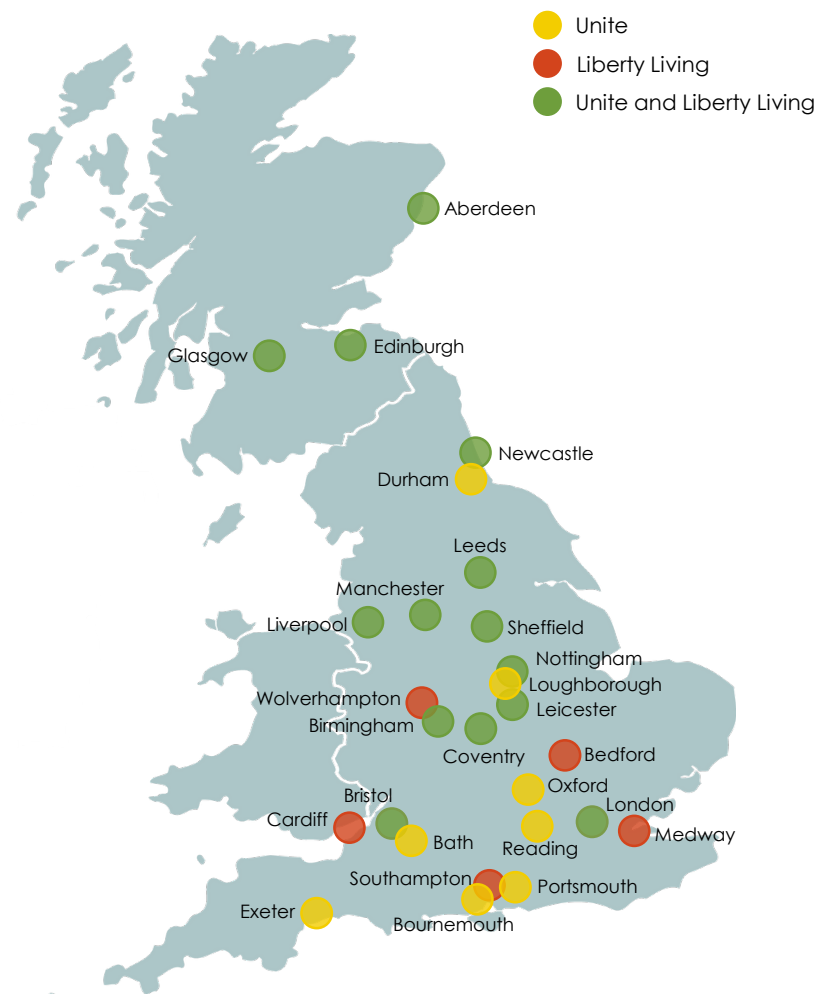 Unite
Liberty Living
Unite and Liberty Living
Aberdeen
Edinburgh
Glasgow
Newcastle
Durham
Leeds
Manchester
Liverpool
Sheffield
Nottingham
Loughborough
Wolverhampton
Leicester
Birmingham
Coventry
Bedford
Oxford
Bristol
London
Cardiff
Medway
Bath
Reading
Southampton
Portsmouth
Exeter
Bournemouth